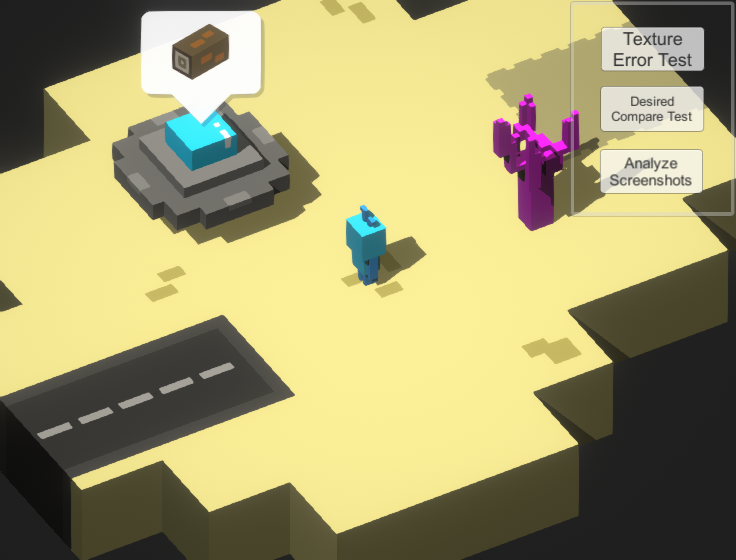 Texture
Error Test
Desired
Compare Test
Analyze
Screenshots